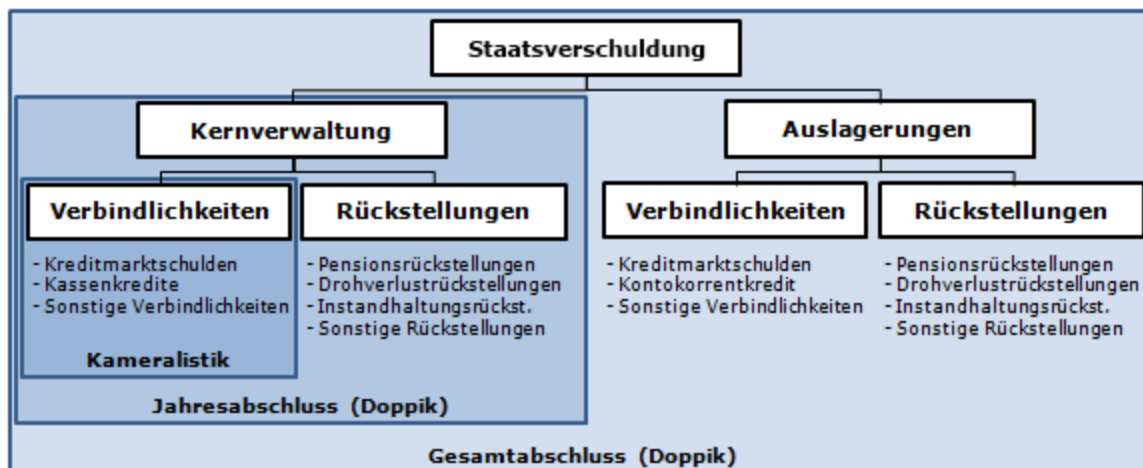 Staatsverschuldung
Kernverwaltung
Auslagerungen
Verbindlichkeiten
Rückstellungen
Verbindlichkeiten
Rückstellungen
- Kreditmarktschulden
- Kassenkredite
- Sonstige Verbindlichkeiten
- Pensionsrückstellungen
- Drohverlustrückstellungen
- Instandhaltungsrückst.
- Sonstige Rückstellungen
- Kreditmarktschulden
- Kontokorrentkredit
- Sonstige Verbindlichkeiten
- Pensionsrückstellungen
- Drohverlustrückstellungen
- Instandhaltungsrückst.
- Sonstige Rückstellungen
Kameralistik
Jahresabschluss (Doppik)
Gesamtabschluss (Doppik)